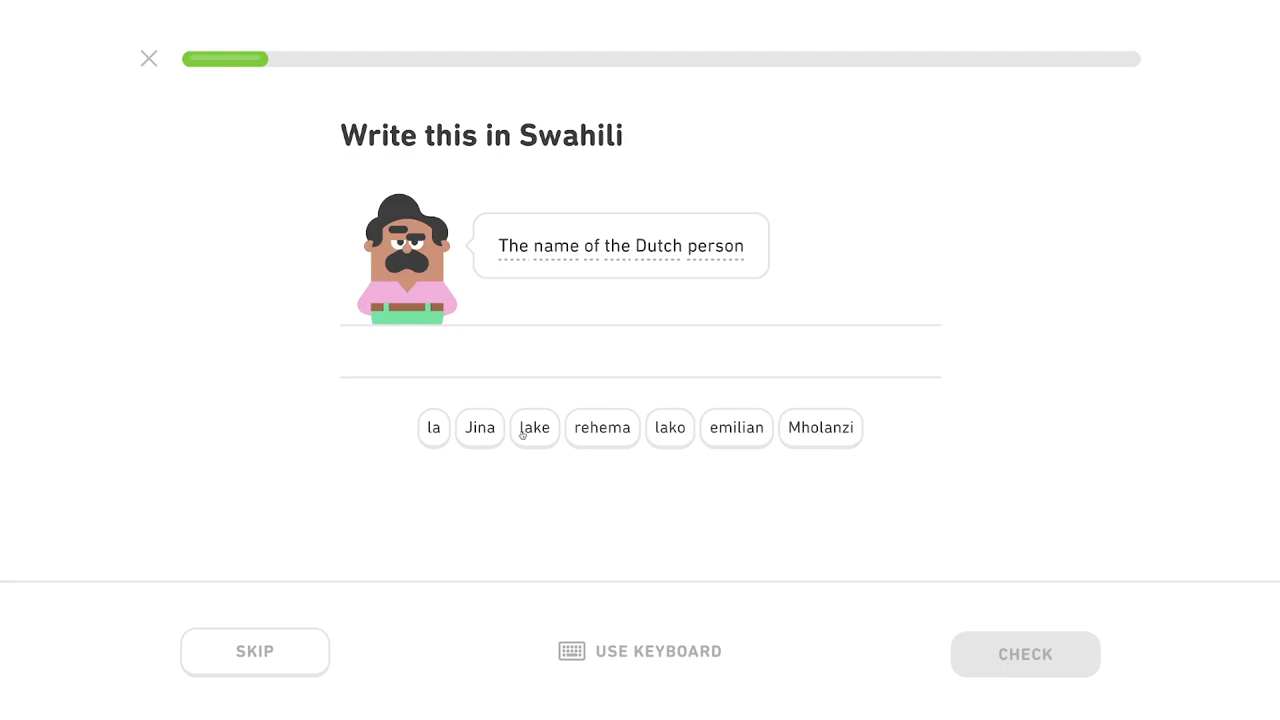 Write this in Swahili
The name of the Dutch person
la Jina lake rehema lako emilian Mholanzi
SKIP USE KEYBOARD CHECK